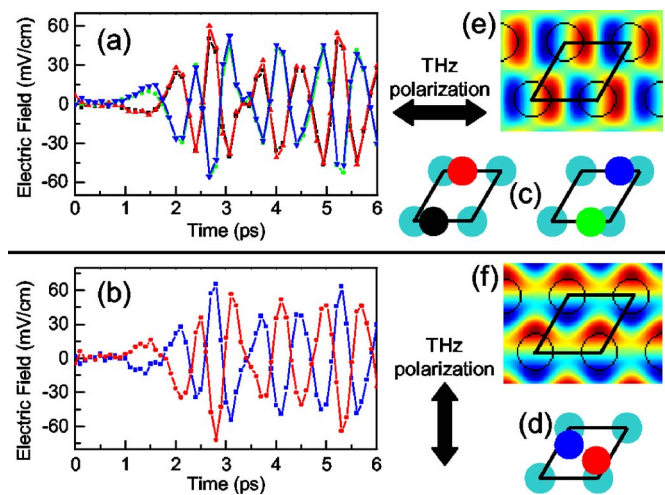 (a)
Electric Field (mV/cm)
60
30
0
-30
-60
0 1 2 3 4 5 6
Time (ps)
(e)
THz
polarization
(c)
(b)
Electric Field (mV/cm)
60
30
0
-30
-60
0 1 2 3 4 5 6
Time (ps)
(f)
THz
polarization
(d)